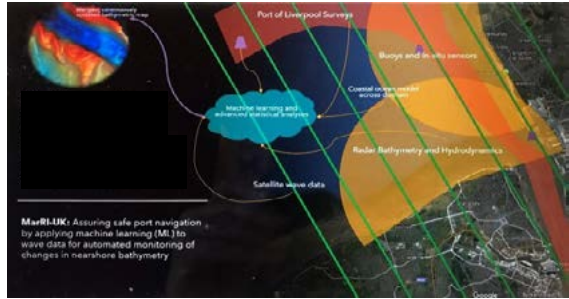 Merged continuously
updated bathymetry map
Port of Liverpool Surveys
Buoys and in-situ sensors
Coastal ocean model
across domain
Machine learning and
advanced statistical analyses
Radar Bathymetry and Hydrodynamics
Satellite wave data
MarRI-UK: Assuring safe port navigation
by applying machine learning (ML) to
wave data for automated monitoring of
changes in nearshore bathymetry
Google